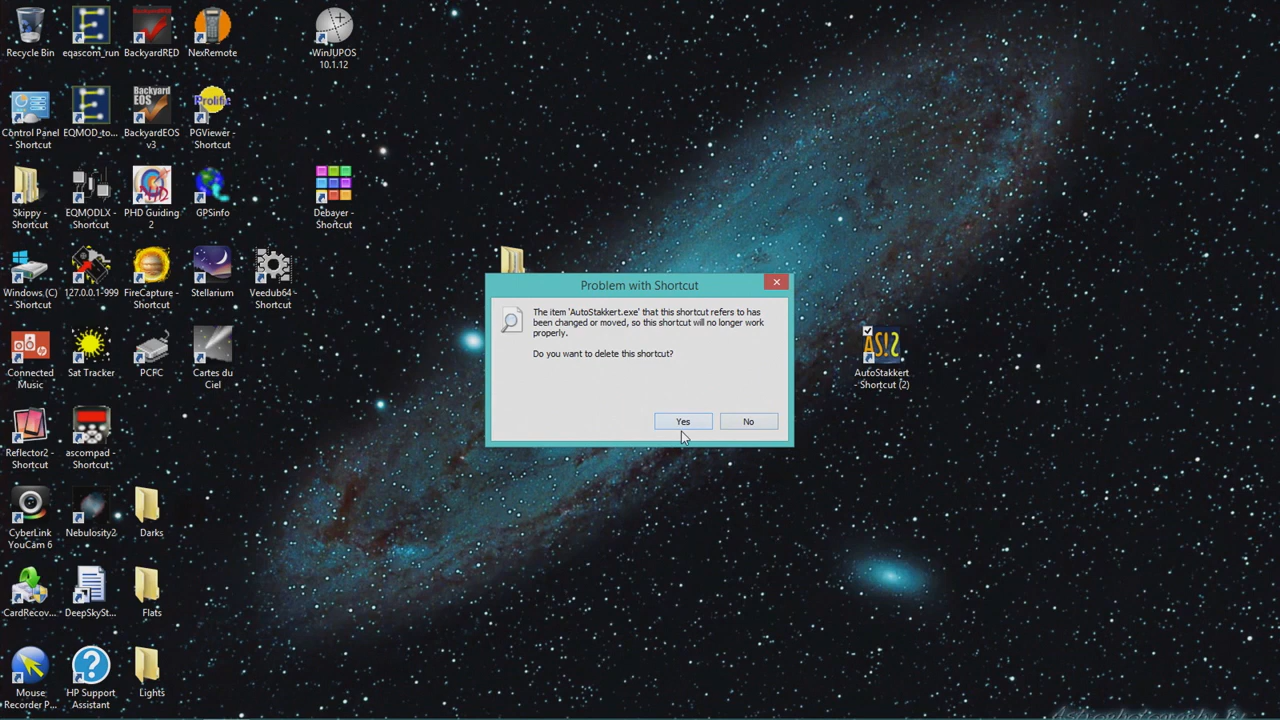 Recycle Bin
eqascom_run
BackyardRED
NexRemote
WinJUPOS
10.1.12
Control Panel
- Shortcut
EQMOD_to...
Backyard
EOS
BackyardEOS
v3
Prolific
PGViewer -
Shortcut
Skippy -
Shortcut
EQMODLX -
Shortcut
PHD Guiding
2
GPSinfo
Debayer -
Shortcut
Windows (C)
- Shortcut
127.0.0.1-999
FireCapture -
Shortcut
Stellarium
Veedub64 -
Shortcut
Problem with Shortcut
The item 'AutoStakkert.exe' that this shortcut refers to has
been changed or moved, so this shortcut will no longer work
properly.
Do you want to delete this shortcut?
Yes
No
AS!S
AutoStakkert
- Shortcut (2)
Connected
Music
Sat Tracker
PCFC
Cartes du
Ciel
Reflector2 -
Shortcut
ascompad -
Shortcut
CyberLink
YouCam 6
Nebulosity2
Darks
CardRecov...
DeepSkySt...
Flats
Mouse
Recorder P...
HP Support
Assistant
Lights